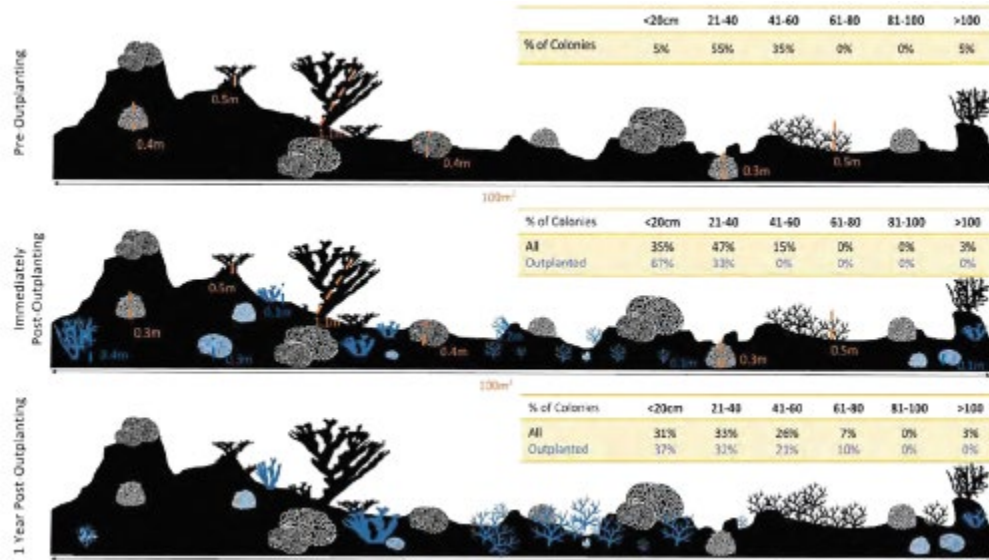 <20cm 21-40 41-60 61-80 81-100 >100
% of Colonies 5% 55% 35% 0% 0% 5%
Pre-Outplanting
0.5m
0.4m
0.4m
0.3m
0.5m
100m²
% of Colonies <20cm 21-40 41-60 61-80 81-100 >100
All 35% 47% 15% 0% 0% 3%
Outplanted 67% 33% 0% 0% 0% 0%
Immediately
Post-Outplanting
0.5m
0.3m
0.3m
0.4m
0.3m
0.5m
0.1m
100m²
% of Colonies <20cm 21-40 41-60 61-80 81-100 >100
All 31% 33% 26% 7% 0% 3%
Outplanted 37% 32% 21% 10% 0% 0%
1 Year Post Outplanting